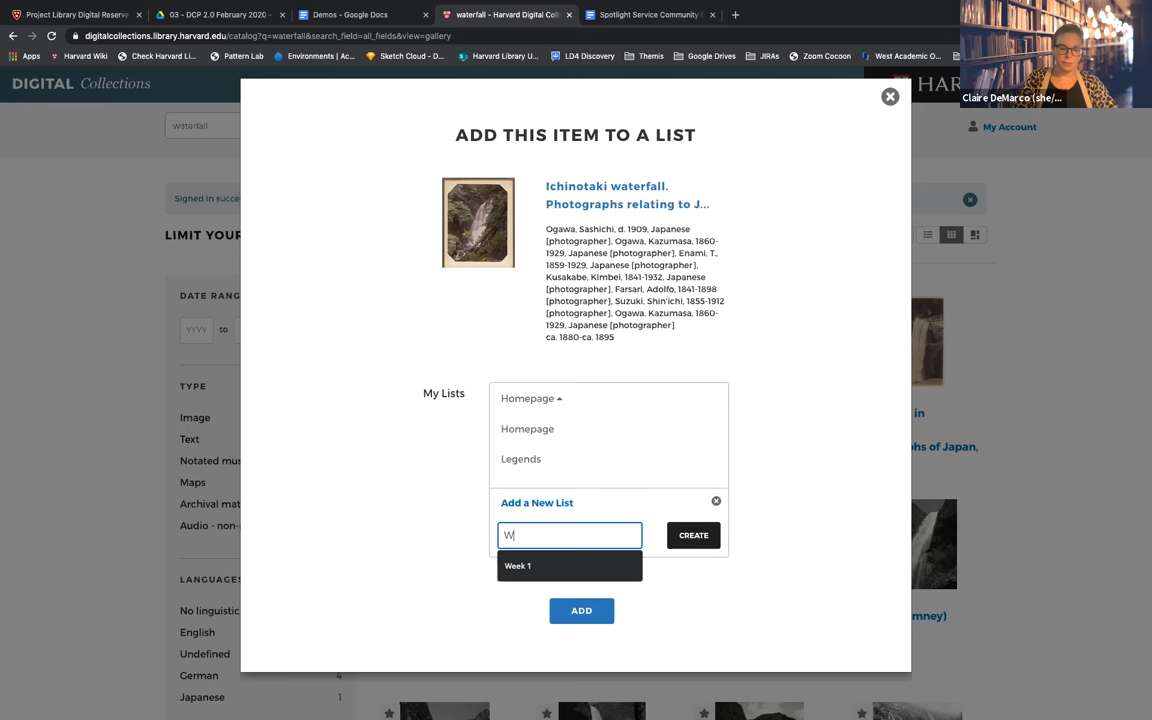 Project Library Digital Reserve
03 - DCP 2.0 February 2020 -
Demos - Google Docs
waterfall - Harvard Digital Coll
Spotlight Service Community C
digitalcollections.library.harvard.edu/catalog?q=waterfall&search_field=all_fields&view=gallery
Apps
Harvard Wiki
Check Harvard Li...
Pattern Lab
Environments | Ac...
Sketch Cloud - D...
Harvard Library U...
LD4 Discovery
Themis
Google Drives
JIRAs
Zoom Cocoon
West Academic O...
Claire DeMarco (she/...
DIGITAL Collections
HAR
waterfall
My Account
Signed in succe
LIMIT YOUR
DATE RANG
YYYY to
TYPE
Image
Text
Notated mus
Maps
Archival mat
Audio - non-
LANGUAGES
No linguistic
English
Undefined
German 4
Japanese 1
ADD THIS ITEM TO A LIST
Ichinotaki waterfall.
Photographs relating to J...
Ogawa, Sashichi, d. 1909, Japanese
[photographer], Ogawa, Kazumasa, 1860-
1929, Japanese [photographer], Enami, T.,
1859-1929, Japanese [photographer],
Kusakabe, Kimbei, 1841-1932, Japanese
[photographer], Farsari, Adolfo, 1841-1898
[photographer], Suzuki, Shin'ichi, 1855-1912
[photographer], Ogawa, Kazumasa, 1860-
1929, Japanese [photographer]
ca. 1880-ca. 1895
My Lists
Homepage
Homepage
Legends
Add a New List
W
CREATE
Week 1
ADD
in
phs of Japan,
mney)